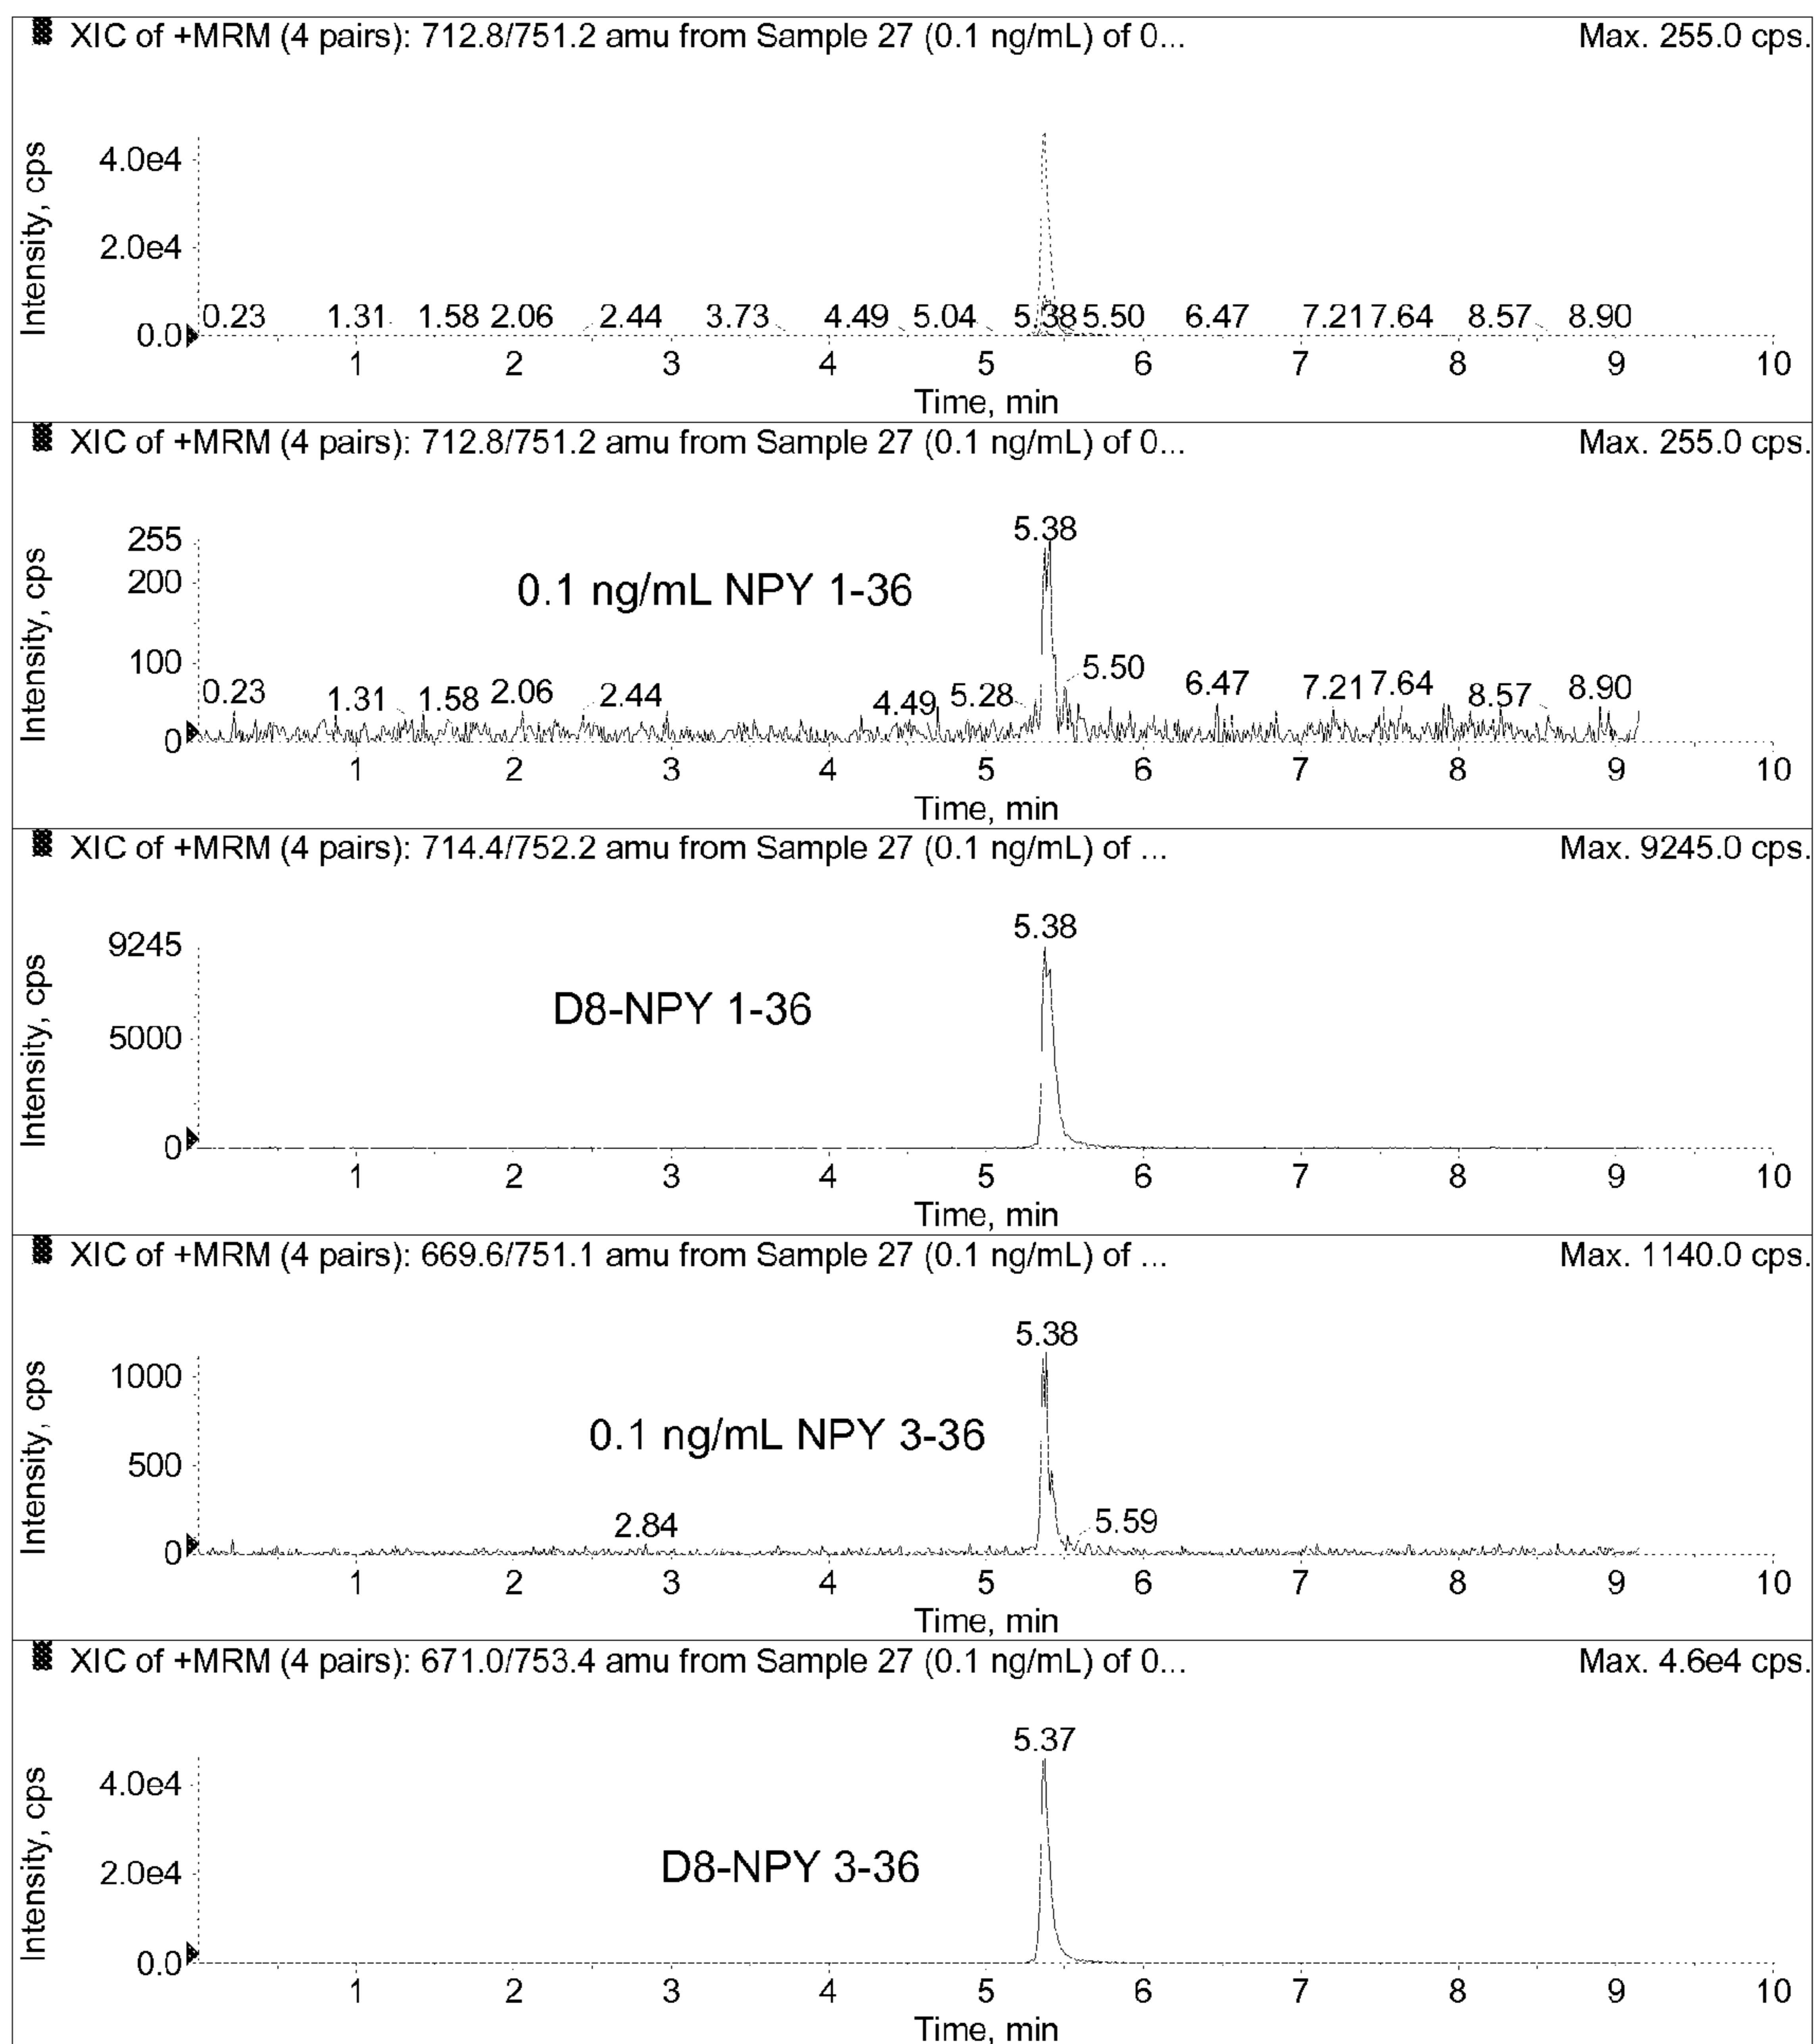 XIC of +MRM (4 pairs): 712.8/751.2 amu from Sample 27 (0.1 ng/mL) of 0... Max. 255.0 cps.
Intensity, cps
4.0e4
2.0e4
0.0
0.23 1.31 1.58 2.06 2.44 3.73 4.49 5.04 5.38 5.50 6.47 7.21 7.64 8.57 8.90
1 2 3 4 5 6 7 8 9 10
Time, min
XIC of +MRM (4 pairs): 712.8/751.2 amu from Sample 27 (0.1 ng/mL) of 0... Max. 255.0 cps.
Intensity, cps
5.38
255
200
0.1 ng/mL NPY 1-36
100
0.23 1.31 1.58 2.06 2.44 4.49 5.28 5.50 6.47 7.21 7.64 8.57 8.90
0
1 2 3 4 5 6 7 8 9 10
Time, min
XIC of +MRM (4 pairs): 714.4/752.2 amu from Sample 27 (0.1 ng/mL) of ... Max. 9245.0 cps.
Intensity, cps
5.38
9245
D8-NPY 1-36
5000
0
1 2 3 4 5 6 7 8 9 10
Time, min
XIC of +MRM (4 pairs): 669.6/751.1 amu from Sample 27 (0.1 ng/mL) of ... Max. 1140.0 cps.
Intensity, cps
5.38
1000
0.1 ng/mL NPY 3-36
500
2.84 5.59
0
1 2 3 4 5 6 7 8 9 10
Time, min
XIC of +MRM (4 pairs): 671.0/753.4 amu from Sample 27 (0.1 ng/mL) of 0... Max. 4.6e4 cps.
Intensity, cps
5.37
4.0e4
2.0e4
D8-NPY 3-36
0.0
1 2 3 4 5 6 7 8 9 10
Time, min